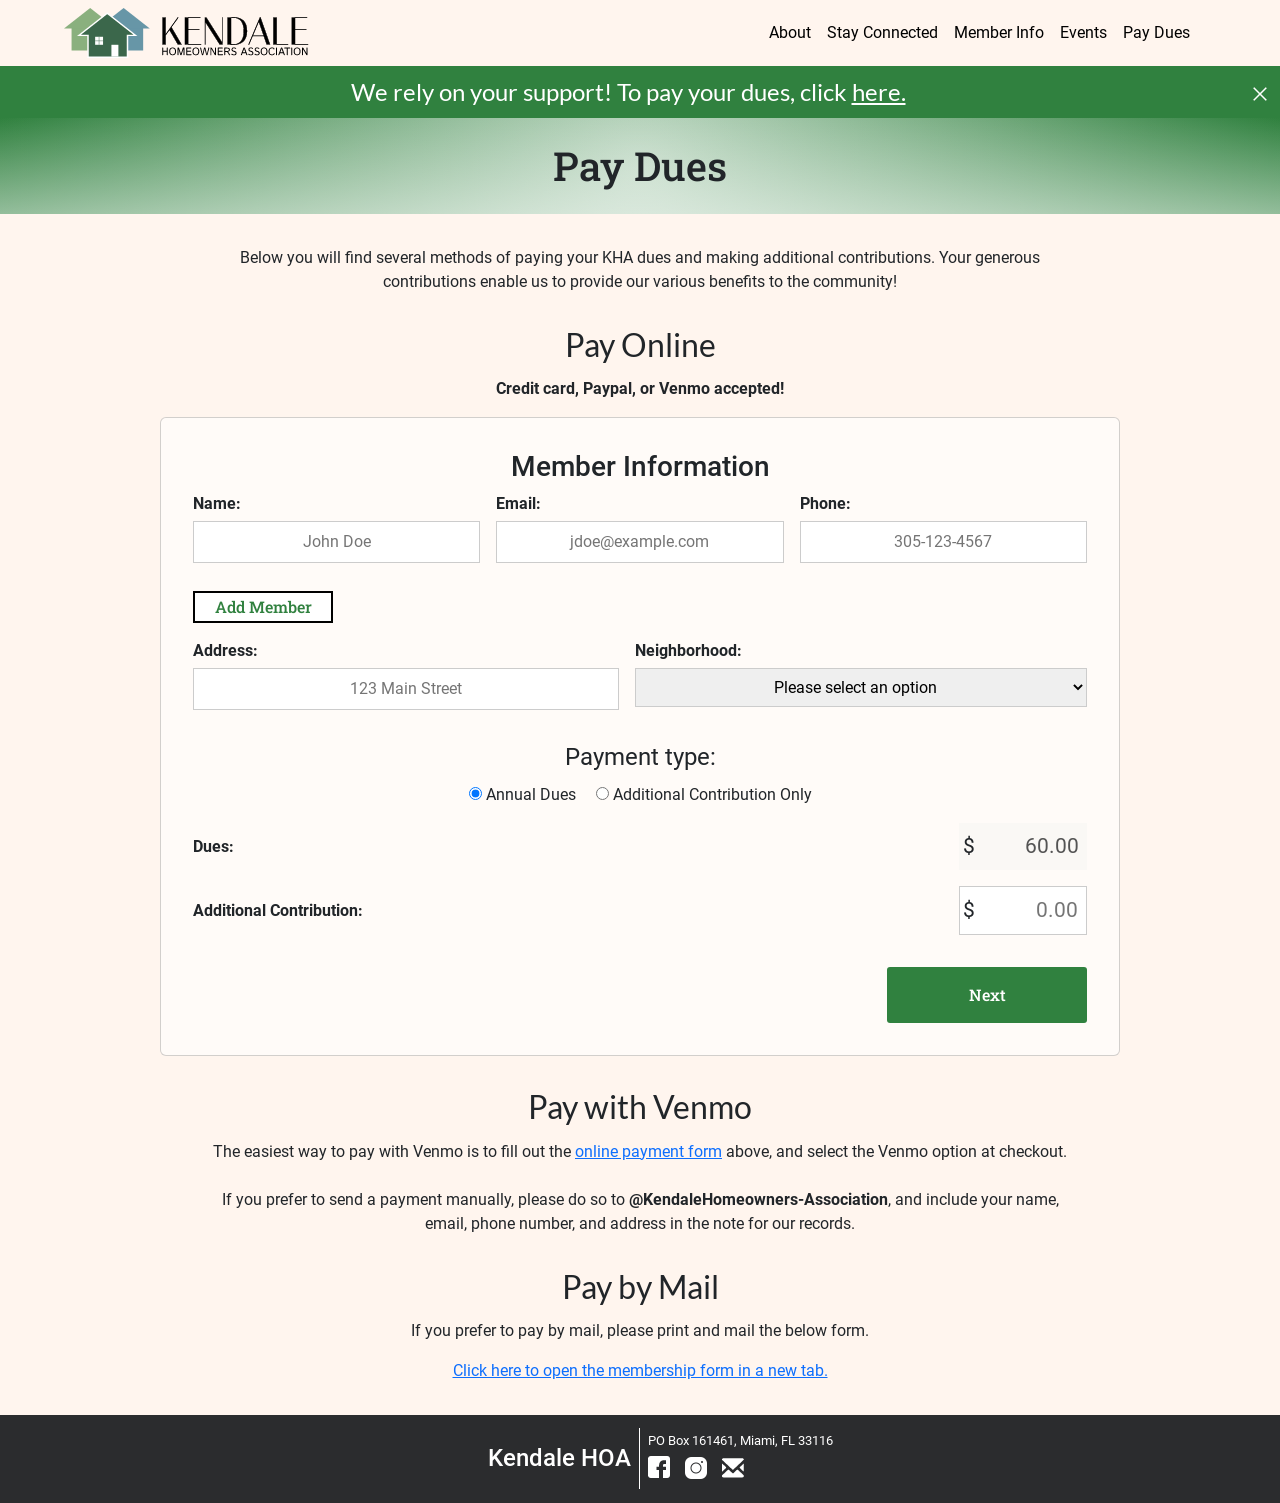 KENDALE
HOMEOWNERS ASSOCIATION
About Stay Connected Member Info Events Pay Dues
We rely on your support! To pay your dues, click here.
Pay Dues
Below you will find several methods of paying your KHA dues and making additional contributions. Your generous
contributions enable us to provide our various benefits to the community!
Pay Online
Credit card, Paypal, or Venmo accepted!
Member Information
Name: Email: Phone:
John Doe jdoe@example.com 305-123-4567
Add Member
Address: Neighborhood:
123 Main Street Please select an option
Payment type:
Annual Dues Additional Contribution Only
Dues: $ 60.00
Additional Contribution: $ 0.00
Next
Pay with Venmo
The easiest way to pay with Venmo is to fill out the online payment form above, and select the Venmo option at checkout.
If you prefer to send a payment manually, please do so to @KendaleHomeowners-Association, and include your name,
email, phone number, and address in the note for our records.
Pay by Mail
If you prefer to pay by mail, please print and mail the below form.
Click here to open the membership form in a new tab.
Kendale HOA
PO Box 161461, Miami, FL 33116